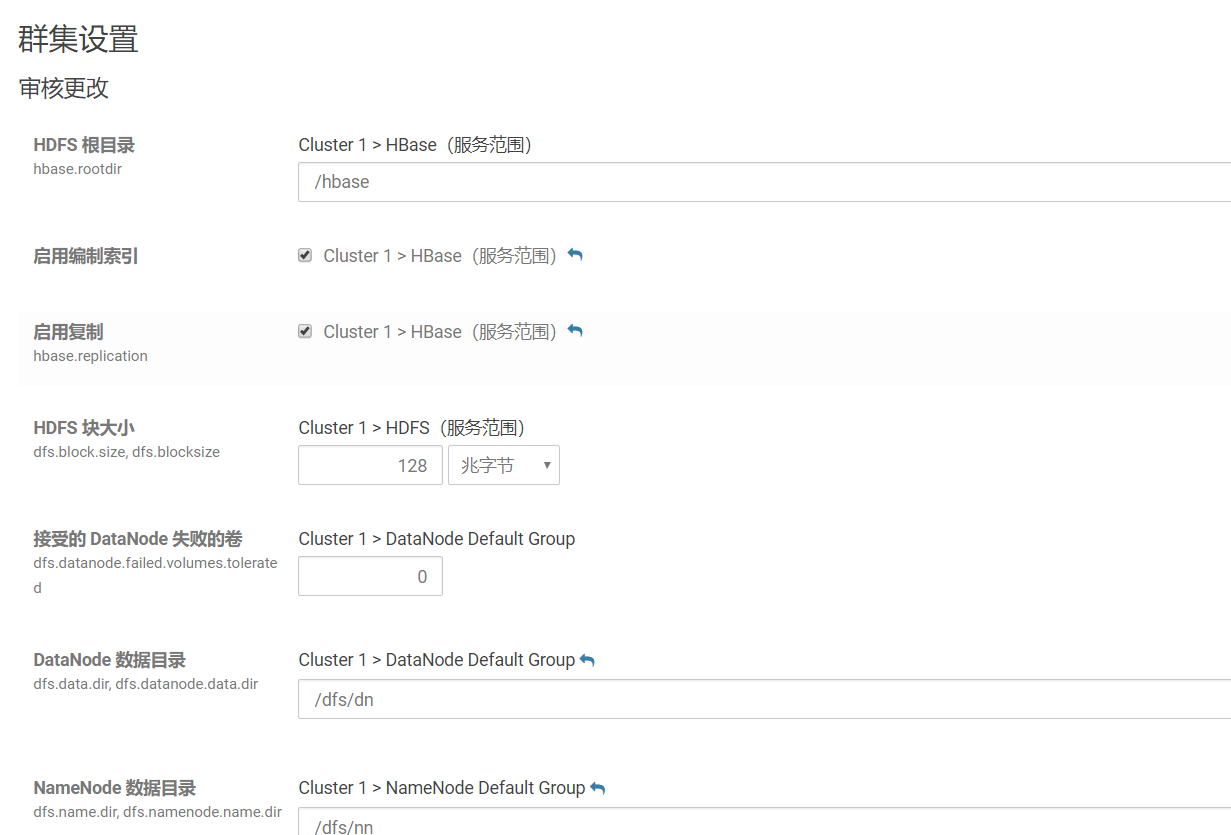 群集设置
审核更改
HDFS 根目录
hbase.rootdir
Cluster 1 > HBase（服务范围）
/hbase
启用编制索引
Cluster 1 > HBase（服务范围）
启用复制
hbase.replication
Cluster 1 > HBase（服务范围）
HDFS 块大小
dfs.block.size, dfs.blocksize
Cluster 1 > HDFS（服务范围）
128
兆字节
接受的 DataNode 失败的卷
dfs.datanode.failed.volumes.tolerate
d
Cluster 1 > DataNode Default Group
0
DataNode 数据目录
dfs.data.dir, dfs.datanode.data.dir
Cluster 1 > DataNode Default Group
/dfs/dn
NameNode 数据目录
dfs.name.dir, dfs.namenode.name.dir
Cluster 1 > NameNode Default Group
/dfs/nn